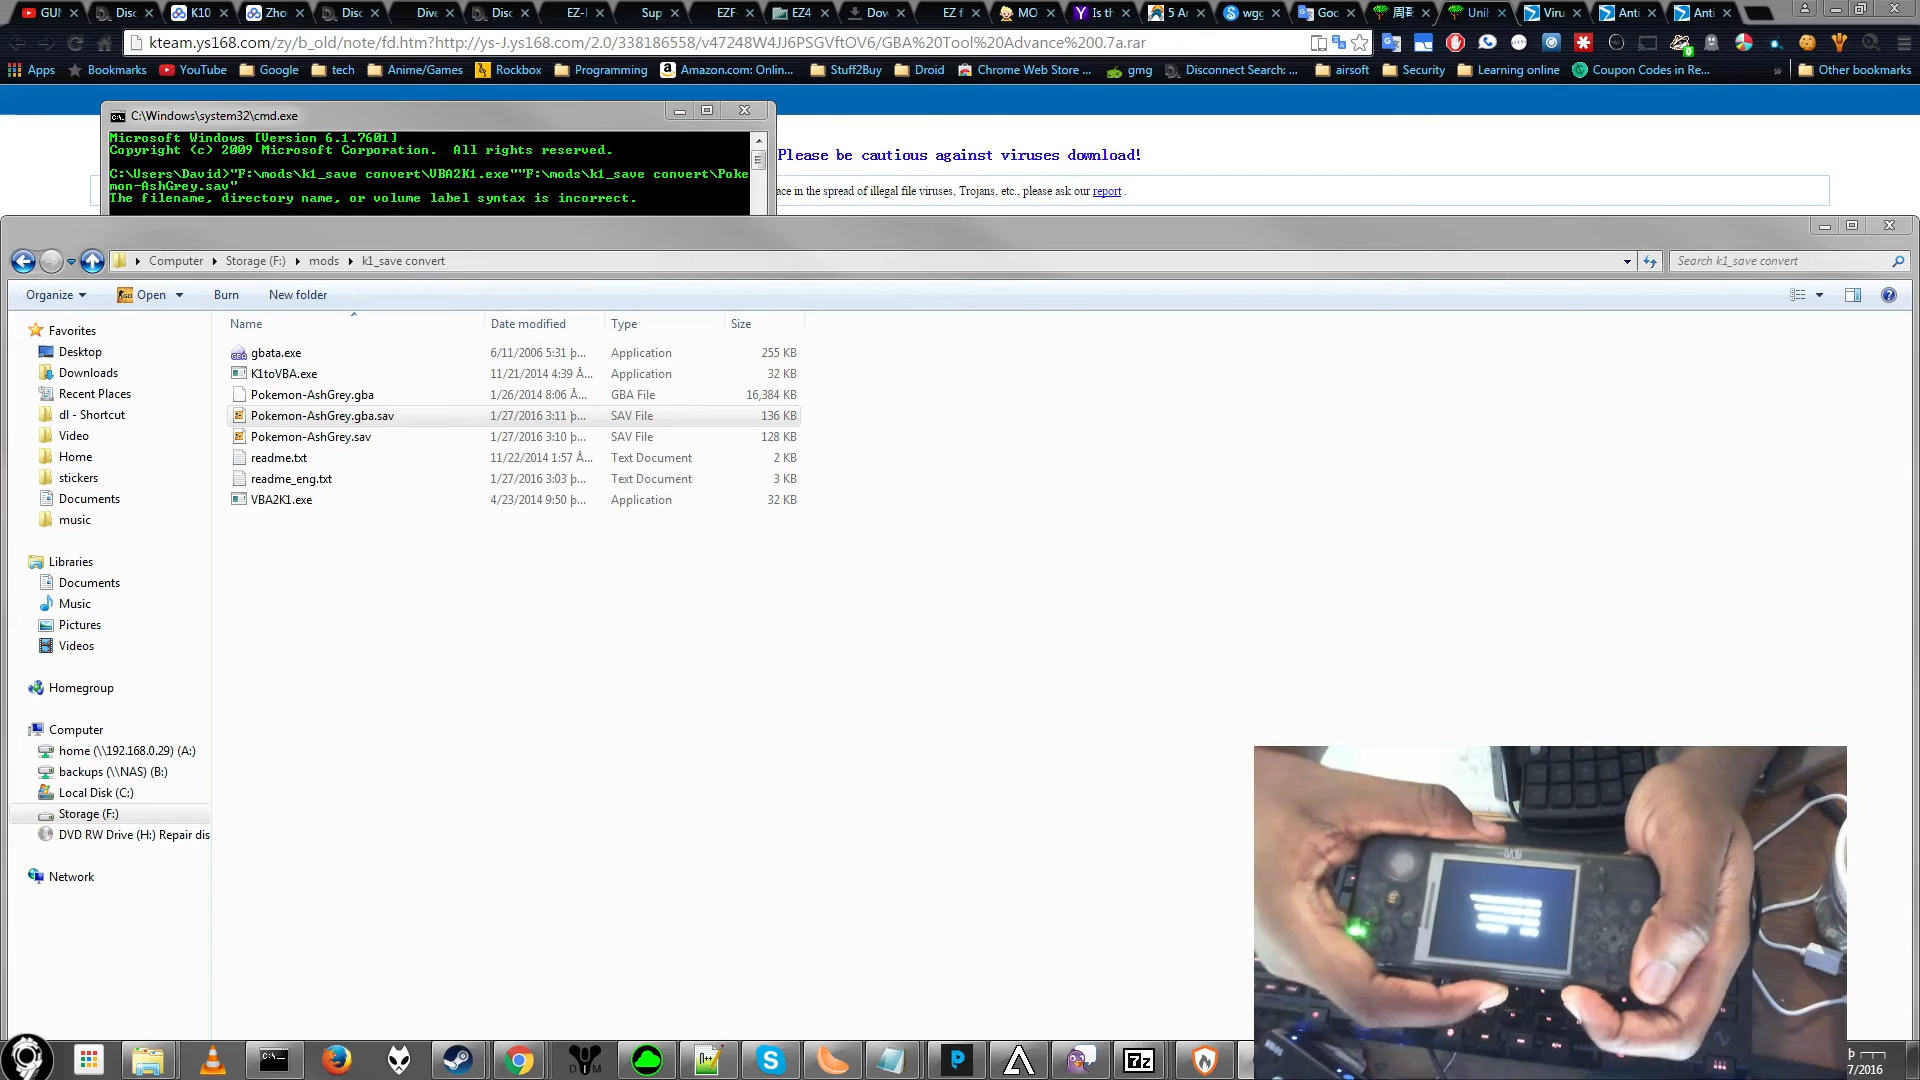 GUN
Disc
K10
Zho
Disc
Dive
Disc
EZ-I
Sup
EZF
EZ4
Dow
EZ f
MO
Is th
5 A
wgg
Goo
周哥
Unil
Viru
Anti
Anti
kteam.ys168.com/zy/b_old/note/fd.htm?http://ys-J.ys168.com/2.0/338186558/v47248W4JJ6PSGVftOV6/GBA%20Tool%20Advance%200.7a.rar
Apps
Bookmarks
YouTube
Google
tech
Anime/Games
Rockbox
Programming
Amazon.com: Onlin...
Stuff2Buy
Droid
Chrome Web Store ...
gmg
Disconnect Search: ...
airsoft
Security
Learning online
Coupon Codes in Re...
»
Other bookmarks
C:\Windows\system32\cmd.exe
Microsoft Windows [Version 6.1.7601]
Copyright (c) 2009 Microsoft Corporation.  All rights reserved.
C:\Users\David>"F:\mods\k1_save convert\VBA2K1.exe""F:\mods\k1_save convert\Poke
mon-AshGrey.sav"
The filename, directory name, or volume label syntax is incorrect.
Please be cautious against viruses download!
ace in the spread of illegal file viruses, Trojans, etc., please ask our report .
Computer
Storage (F:)
mods
k1_save convert
Search k1_save convert
Organize
Open
Burn
New folder
Name
Date modified
Type
Size
gbata.exe 6/11/2006 5:31 þ... Application 255 KB
K1toVBA.exe 11/21/2014 4:39 Å... Application 32 KB
Pokemon-AshGrey.gba 1/26/2014 8:06 Å... GBA File 16,384 KB
Pokemon-AshGrey.gba.sav 1/27/2016 3:11 þ... SAV File 136 KB
Pokemon-AshGrey.sav 1/27/2016 3:10 þ... SAV File 128 KB
readme.txt 11/22/2014 1:57 Å... Text Document 2 KB
readme_eng.txt 1/27/2016 3:03 þ... Text Document 3 KB
VBA2K1.exe 4/23/2014 9:50 þ... Application 32 KB
Favorites
Desktop
Downloads
Recent Places
dl - Shortcut
Video
Home
stickers
Documents
music
Libraries
Documents
Music
Pictures
Videos
Homegroup
Computer
home (\\192.168.0.29) (A:)
backups (\\NAS) (B:)
Local Disk (C:)
Storage (F:)
DVD RW Drive (H:) Repair dis
Network
7z
7/2016